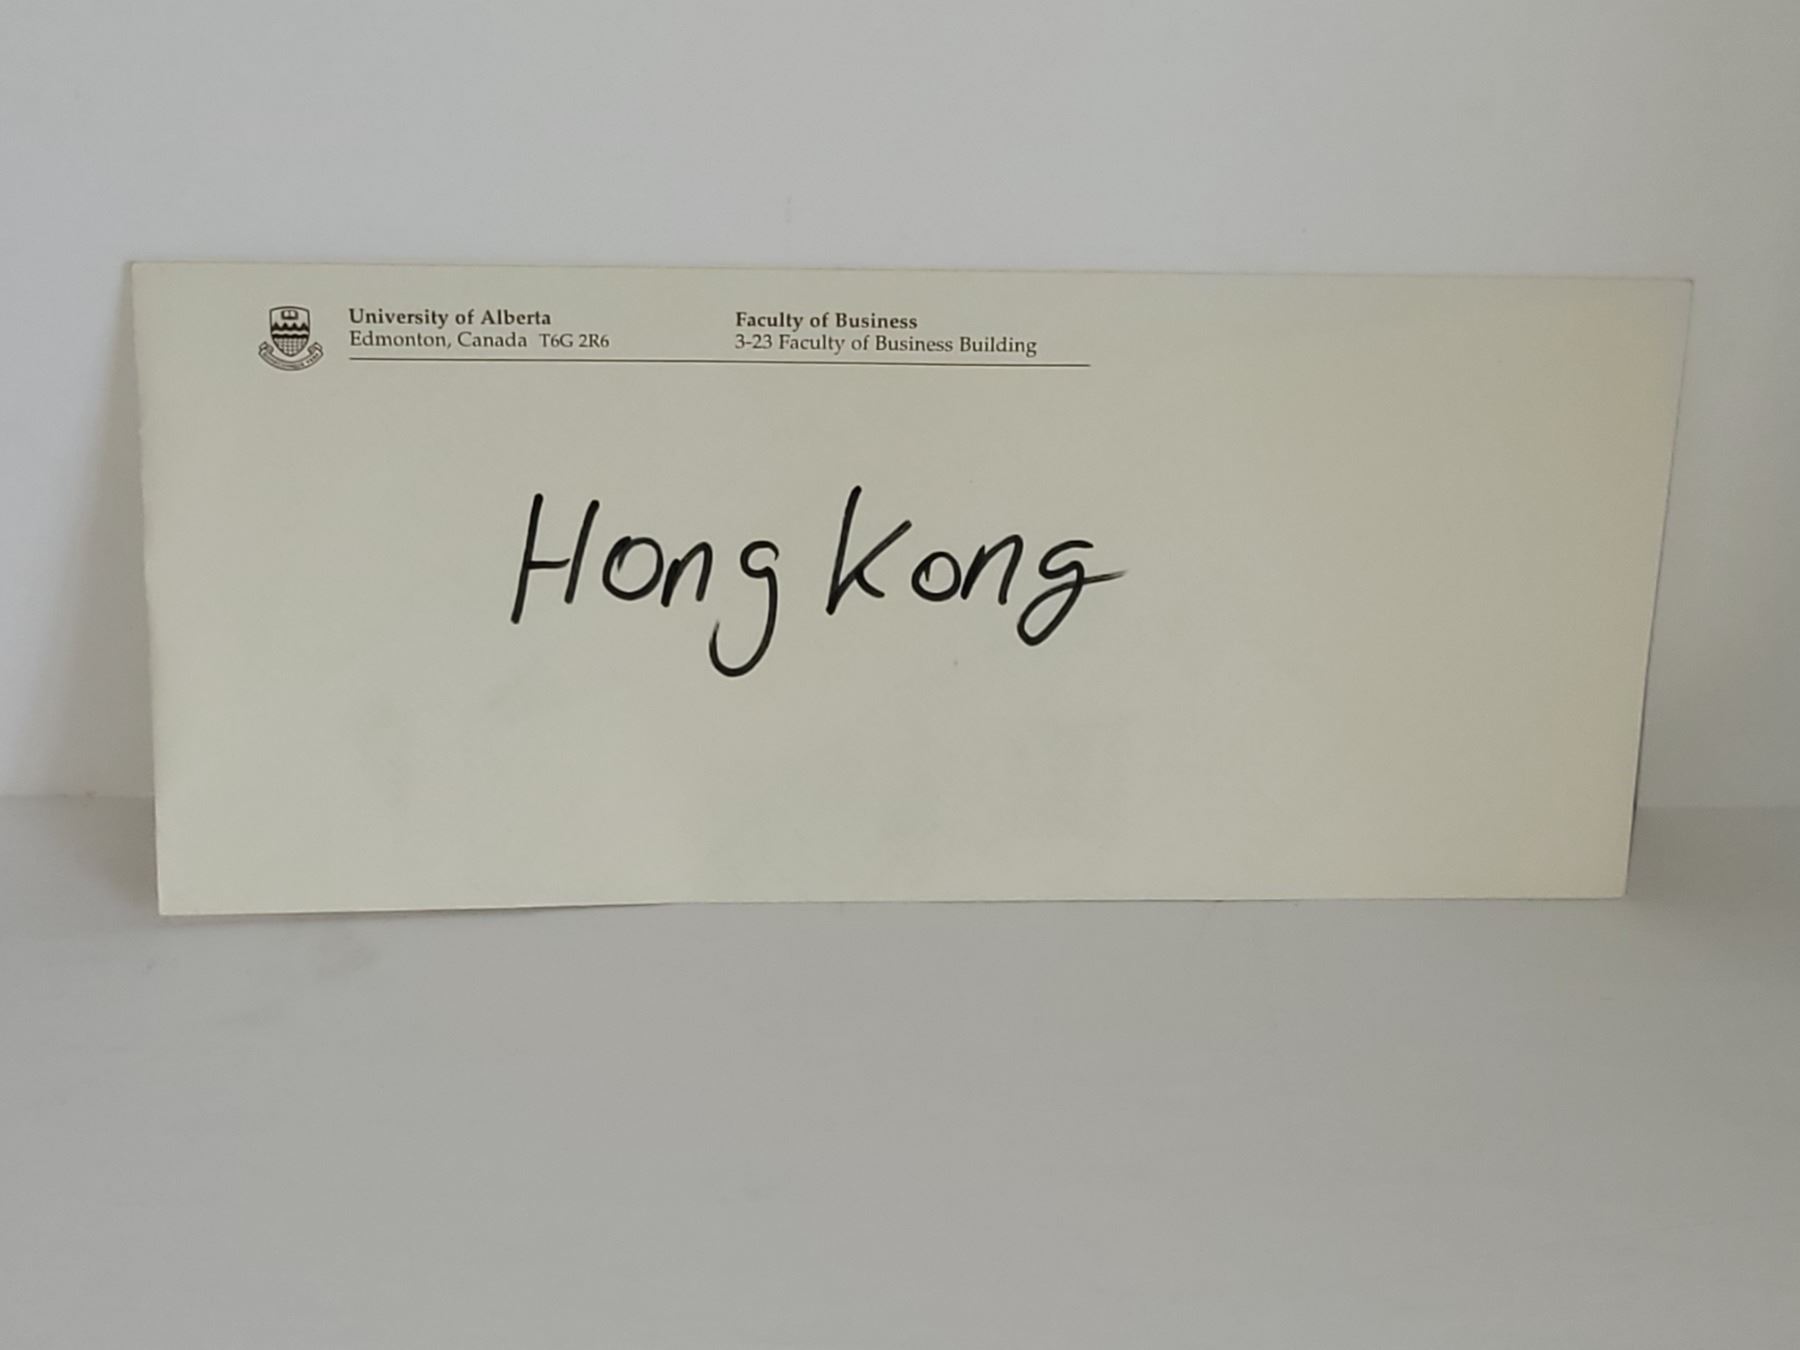 University of Alberta
Edmonton, Canada T6G 2R6
Faculty of Business
3-23 Faculty of Business Building
Hong Kong